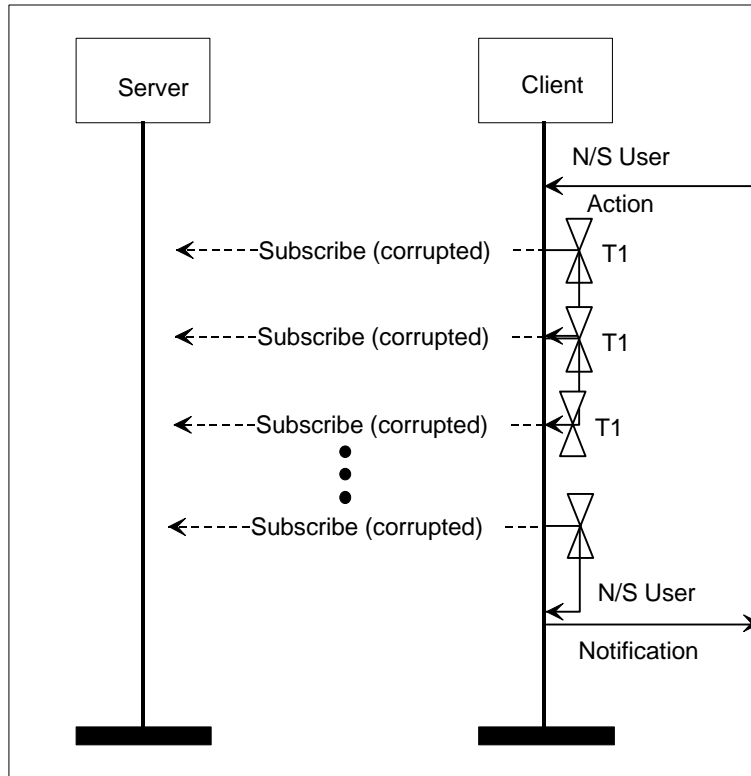 Server
Client
N/S User
Action
Subscribe (corrupted)
T1
Subscribe (corrupted)
T1
Subscribe (corrupted)
T1
Subscribe (corrupted)
N/S User
Notification